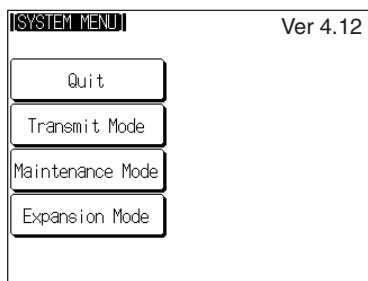 [SYSTEM MENU]
Ver 4.12
Quit
Transmit Mode
Maintenance Mode
Expansion Mode